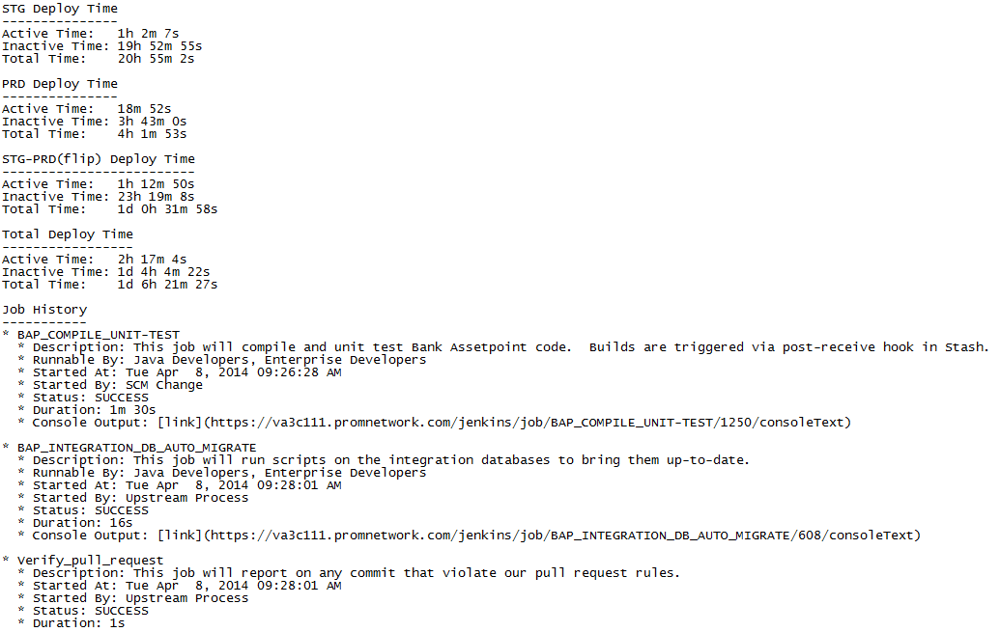 STG Deploy Time
---------------
Active Time:   1h 2m 7s
Inactive Time: 19h 52m 55s
Total Time:    20h 55m 2s

PRD Deploy Time
---------------
Active Time:   18m 52s
Inactive Time: 3h 43m 0s
Total Time:    4h 1m 53s

STG-PRD(flip) Deploy Time
-------------------------
Active Time:   1h 12m 50s
Inactive Time: 23h 19m 8s
Total Time:    1d 0h 31m 58s

Total Deploy Time
-----------------
Active Time:   2h 17m 4s
Inactive Time: 1d 4h 4m 22s
Total Time:    1d 6h 21m 27s

Job History
-----------
* BAP_COMPILE_UNIT-TEST
  * Description: This job will compile and unit test Bank Assetpoint code.  Builds are triggered via post-receive hook in Stash.
  * Runnable By: Java Developers, Enterprise Developers
  * Started At: Tue Apr  8, 2014 09:26:28 AM
  * Started By: SCM Change
  * Status: SUCCESS
  * Duration: 1m 30s
  * Console Output: [link](https://va3c111.promnetwork.com/jenkins/job/BAP_COMPILE_UNIT-TEST/1250/consoleText)

* BAP_INTEGRATION_DB_AUTO_MIGRATE
  * Description: This job will run scripts on the integration databases to bring them up-to-date.
  * Runnable By: Java Developers, Enterprise Developers
  * Started At: Tue Apr  8, 2014 09:28:01 AM
  * Started By: Upstream Process
  * Status: SUCCESS
  * Duration: 16s
  * Console Output: [link](https://va3c111.promnetwork.com/jenkins/job/BAP_INTEGRATION_DB_AUTO_MIGRATE/608/consoleText)

* Verify_pull_request
  * Description: This job will report on any commit that violate our pull request rules.
  * Started At: Tue Apr  8, 2014 09:28:01 AM
  * Started By: Upstream Process
  * Status: SUCCESS
  * Duration: 1s